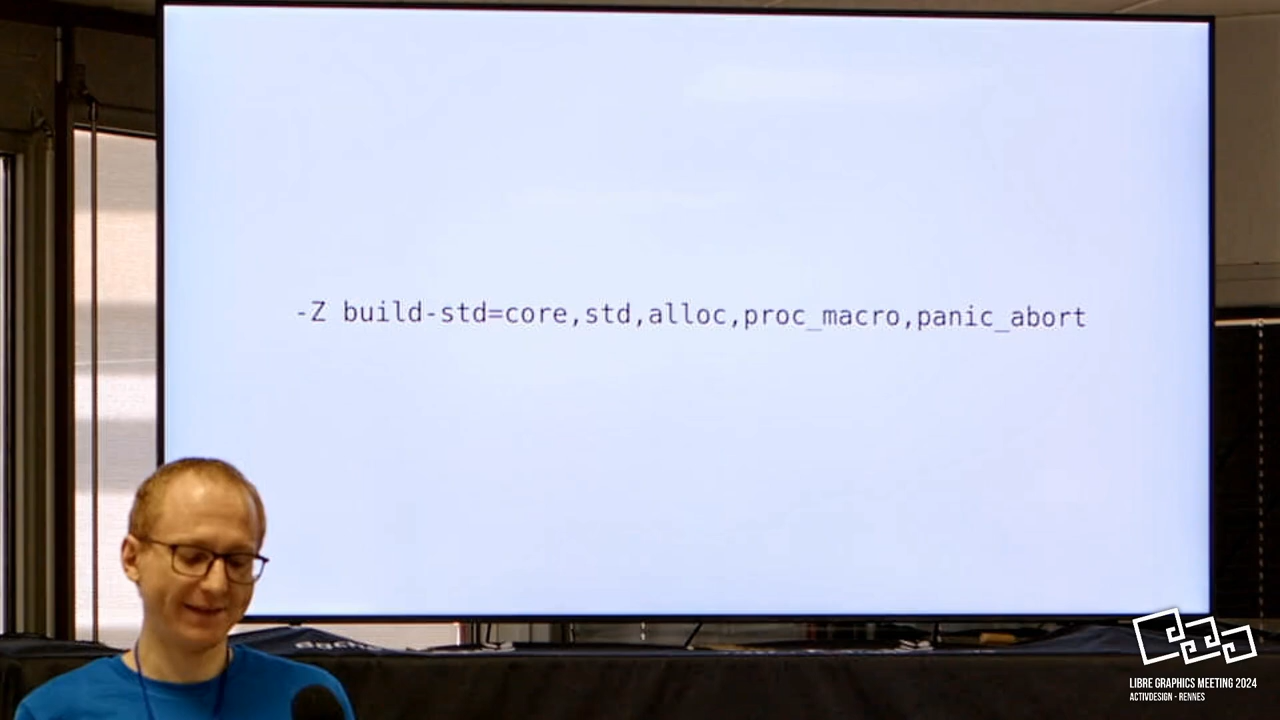 -Z build-std=core,std,alloc,proc_macro,panic_abort
LIBRE GRAPHICS MEETING 2024
ACTIVDESIGN - RENNES